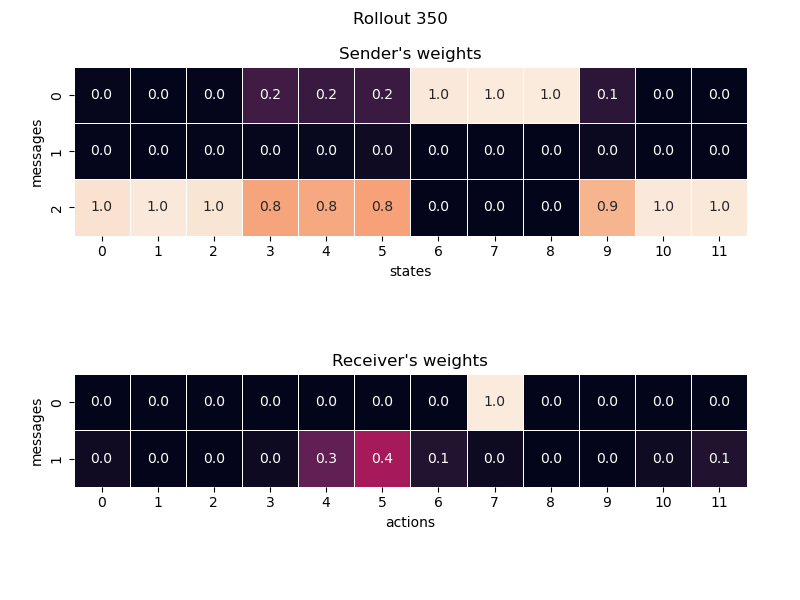 Rollout 350
Sender's weights
0 0.0 0.0 0.0 0.2 0.2 0.2 1.0 1.0 1.0 0.1 0.0 0.0
messages
1 0.0 0.0 0.0 0.0 0.0 0.0 0.0 0.0 0.0 0.0 0.0 0.0
2 1.0 1.0 1.0 0.8 0.8 0.8 0.0 0.0 0.0 0.9 1.0 1.0
0 1 2 3 4 5 6 7 8 9 10 11
states
Receiver's weights
0 0.0 0.0 0.0 0.0 0.0 0.0 0.0 1.0 0.0 0.0 0.0 0.0
messages
1 0.0 0.0 0.0 0.0 0.3 0.4 0.1 0.0 0.0 0.0 0.0 0.1
0 1 2 3 4 5 6 7 8 9 10 11
actions